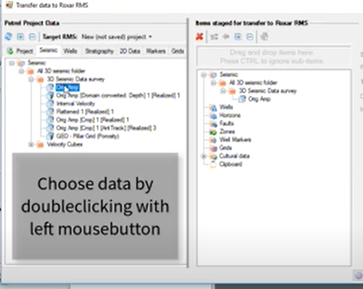 Transfer data to Roxar RMS
Petrel Project Data
Target RMS: New (not saved) project
Project Seismic Wells Stratigraphy 2D Data Markers Grids
Seismic
All 3D seismic folder
3D Seismic Data survey
Orig Amp
Orig Amp [Domain converted: Depth] 1 [Realized] 1
Internal Velocity
Flattened 1 [Realized] 1
Orig Amp [Crop] 1 [Realized] 1
Orig Amp [Crop] 1 [AntTrack] [Realized] 3
GEO - Pillar Grid (Porosity)
Velocity Cubes
Items staged for transfer to Roxar RMS
Drag and drop items here
Press CTRL to ignore sub-items
Seismic
All 3D seismic folder
3D Seismic Data survey
Orig Amp
Wells
Horizons
Faults
Zones
Well Markers
Grids
Cultural data
Clipboard
Choose data by
doubleclicking with
left mousebutton